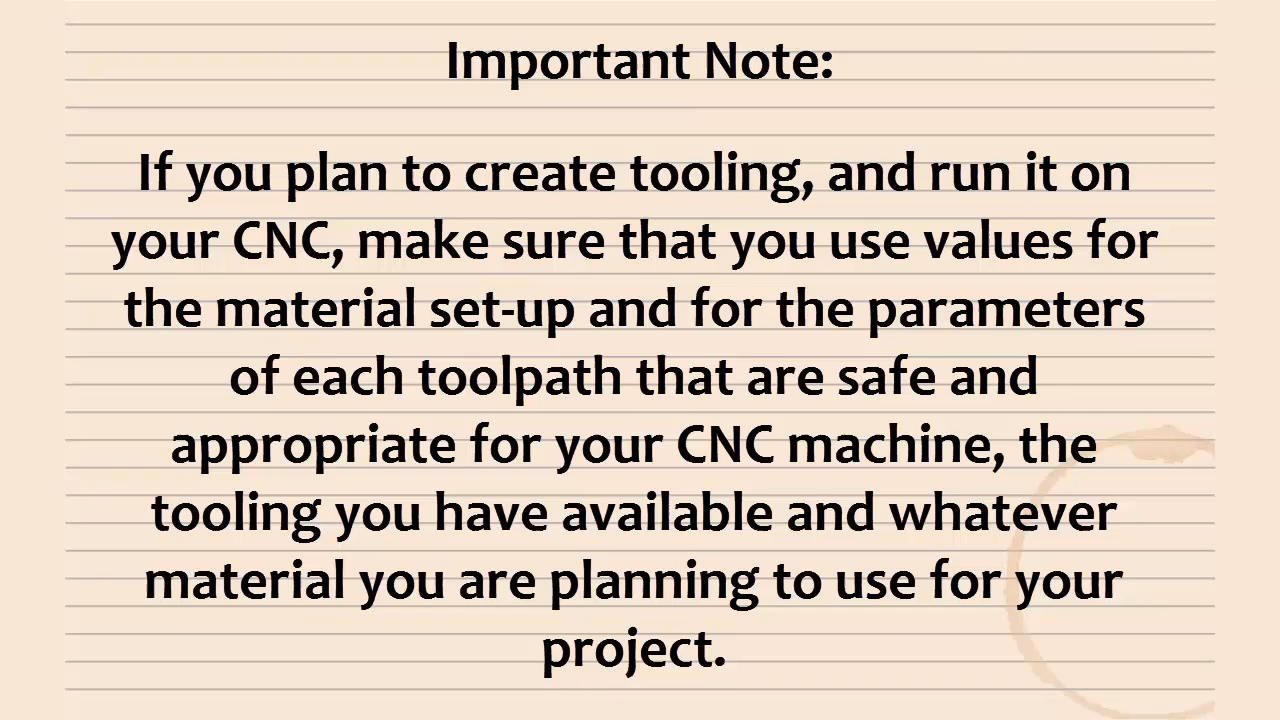 Important Note:
If you plan to create tooling, and run it on
your CNC, make sure that you use values for
the material set-up and for the parameters
of each toolpath that are safe and
appropriate for your CNC machine, the
tooling you have available and whatever
material you are planning to use for your
project.